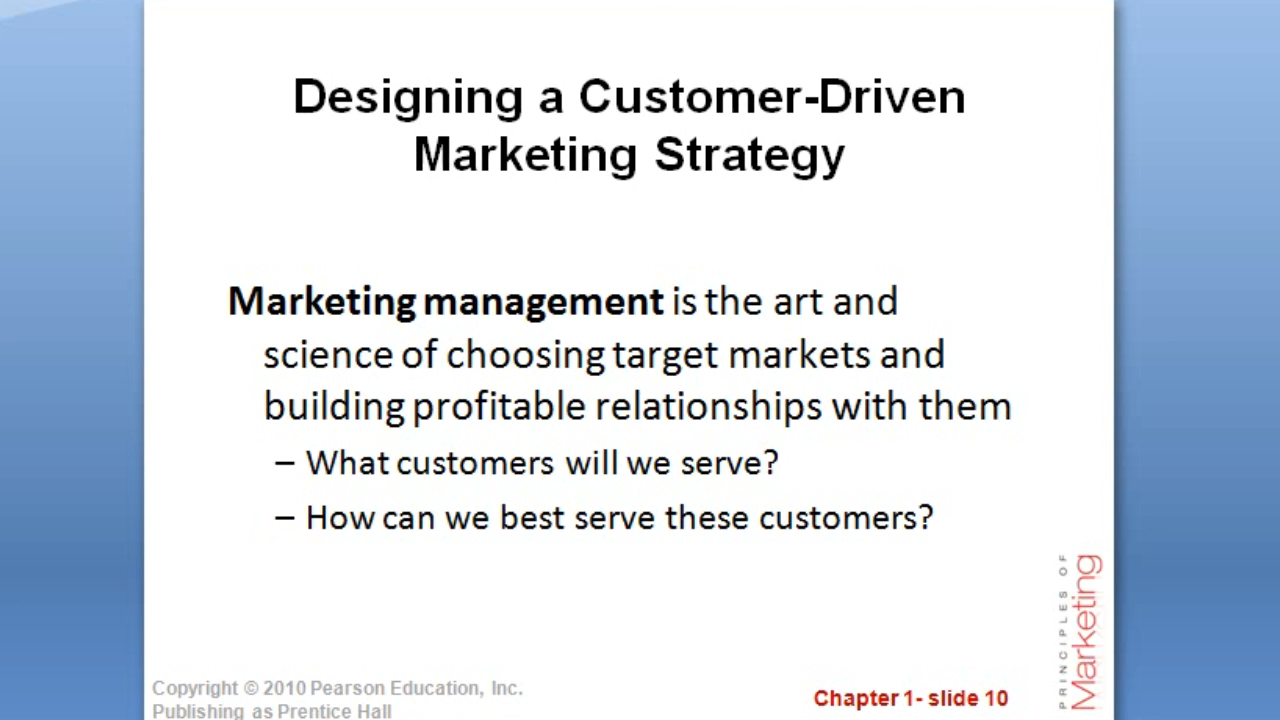 Designing a Customer-Driven
Marketing Strategy
Marketing management is the art and
science of choosing target markets and
building profitable relationships with them
– What customers will we serve?
– How can we best serve these customers?
PRINCIPLES OF
Marketing
Copyright © 2010 Pearson Education, Inc.
Publishing as Prentice Hall
Chapter 1- slide 10